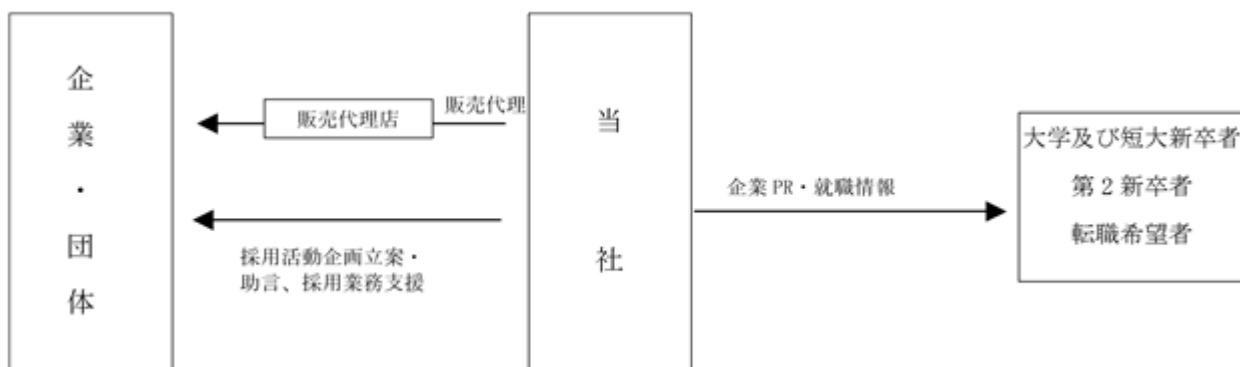 企業・団体
販売代理店
販売代理
採用活動企画立案・
助言、採用業務支援
当社
企業 PR・就職情報
大学及び短大新卒者
第2新卒者
転職希望者